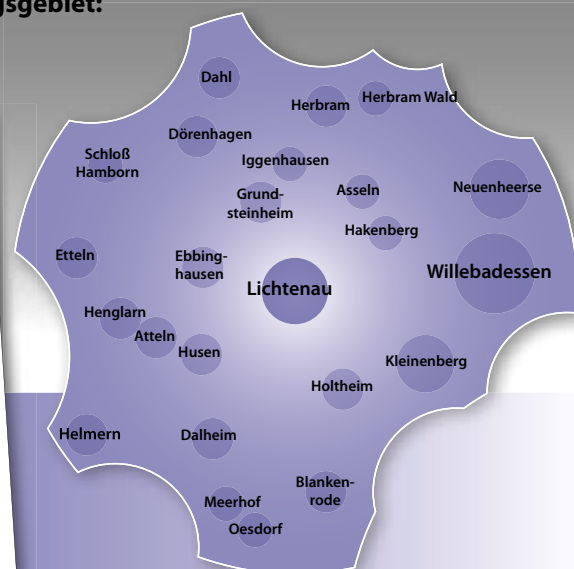 gsgebiet:
Dahl
Herbram
Herbram Wald
Dörenhagen
Iggenhausen
Schloß
Hamborn
Grund-
steinheim
Asseln
Neuenheerse
Hakenberg
Etteln
Ebbing-
hausen
Willebadessen
Lichtenau
Henglarn
Atteln
Husen
Kleinenberg
Holtheim
Helmern
Dalheim
Blanken-
rode
Meerhof
Oesdorf